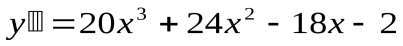 y▯▯▯ = 20x³ + 24x² − 18x − 2